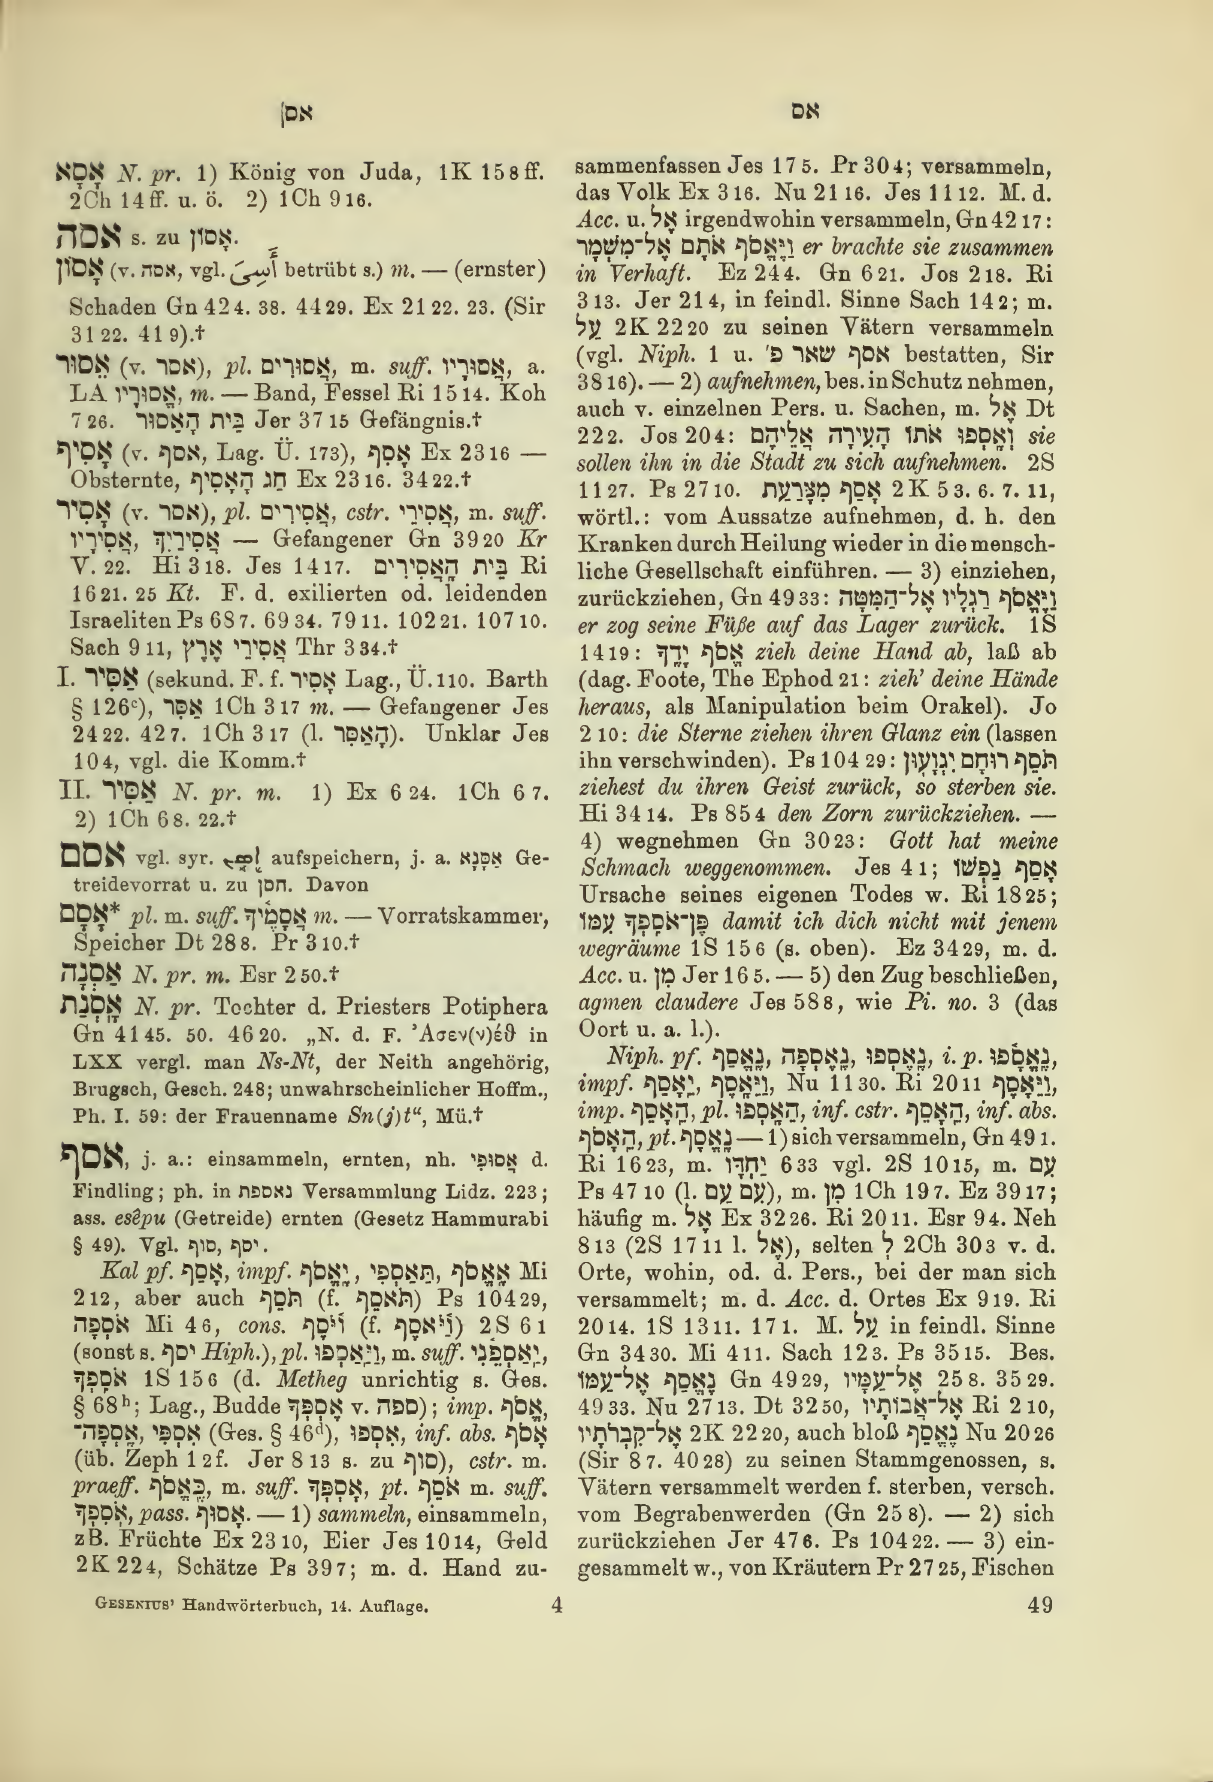 אסן
אס
אָסָא N. pr. 1) König von Juda, 1K 15 8 ff.
2Ch 14 ff. u. ö. 2) 1Ch 9 16.
אסה s. zu אָסוֹן.
אָסוֹן (v. אסה, vgl. أَسِىَ betrübt s.) m. — (ernster)
Schaden Gn 42 4. 38. 44 29. Ex 21 22. 23. (Sir
31 22. 41 9).†
אֵסוּר (v. אסר), pl. אֲסוּרִים, m. suff. אֲסוּרָיו, a.
LA אֱסוּרָיו, m. — Band, Fessel Ri 15 14. Koh
7 26. בֵּית הָאֵסוּר Jer 37 15 Gefängnis.†
אָסִיף (v. אסף, Lag. Ü. 173), אָסִף Ex 23 16 —
Obsternte, חַג הָאָסִיף Ex 23 16. 34 22.†
אָסִיר (v. אסר), pl. אֲסִירִים, cstr. אֲסִירֵי, m. suff.
אֲסִירָיו, אֲסִירֶיךָ — Gefangener Gn 39 20 Kr
V. 22. Hi 3 18. Jes 14 17. בֵּית הָאֲסִירִים Ri
16 21. 25 Kt. F. d. exilierten od. leidenden
Israeliten Ps 68 7. 69 34. 79 11. 102 21. 107 10.
Sach 9 11, אֲסִירֵי אָרֶץ Thr 3 34.†
I. אַסִּיר (sekund. F. f. אָסִיר Lag., Ü. 110. Barth
§ 126c), אַסִּר 1Ch 3 17 m. — Gefangener Jes
24 22. 42 7. 1Ch 3 17 (l. הָאַסִּר). Unklar Jes
10 4, vgl. die Komm.†
II. אַסִּיר N. pr. m. 1) Ex 6 24. 1Ch 6 7.
2) 1Ch 6 8. 22.†
אסם vgl. syr. aufspeichern, j. a. אַסָּנָא Ge-
treidevorrat u. zu חסן. Davon
אָסָם* pl. m. suff. אֲסָמֶיךָ m. — Vorratskammer,
Speicher Dt 28 8. Pr 3 10.†
אַסְנָה N. pr. m. Esr 2 50.†
אָסְנַת N. pr. Tochter d. Priesters Potiphera
Gn 41 45. 50. 46 20. „N. d. F. Ἀσεν(ν)έϑ in
LXX vergl. man Ns-Nt, der Neith angehörig,
Brugsch, Gesch. 248; unwahrscheinlicher Hoffm.,
Ph. I. 59: der Frauenname Sn(j)t“, Mü.†
אסף, j. a.: einsammeln, ernten, nh. אסופי d.
Findling; ph. in נאספת Versammlung Lidz. 223;
ass. esêpu (Getreide) ernten (Gesetz Hammurabi
§ 49). Vgl. יסף, סוף.
Kal pf. אָסַף, impf. יֶאֱסֹף, תַּאַסְפִי, אֶאֱסֹף Mi
2 12, aber auch תֹּסֵף (f. תֹּאסֵף) Ps 104 29,
אֹסְפָה Mi 4 6, cons. וַיֹּסֶף (f. וַיֹּאסֶף) 2S 6 1
(sonst s. יסף Hiph.), pl. וַיַּאַסְפוּ, m. suff. יַאַסְפֵנִי,
אֹסִפְךָ 1S 15 6 (d. Metheg unrichtig s. Ges.
§ 68h; Lag., Budde אֶסְפְּךָ v. ספה); imp. אֱסֹף,
אֶסְפָה־, אִסְפִּי (Ges. § 46d), אִסְפוּ, inf. abs. אָסֹף
(üb. Zeph 1 2 f. Jer 8 13 s. zu סוף), cstr. m.
praeff. כֶּאֱסֹף, m. suff. אָסְפְּךָ, pt. אֹסֵף m. suff.
אֹסִפְךָ, pass. אָסוּף. — 1) sammeln, einsammeln,
zB. Früchte Ex 23 10, Eier Jes 10 14, Geld
2K 22 4, Schätze Ps 39 7; m. d. Hand zu-
sammenfassen Jes 17 5. Pr 30 4; versammeln,
das Volk Ex 3 16. Nu 21 16. Jes 11 12. M. d.
Acc. u. אֶל irgendwohin versammeln, Gn 42 17:
וַיֶּאֱסֹף אֹתָם אֶל־מִשְׁמָר er brachte sie zusammen
in Verhaft. Ez 24 4. Gn 6 21. Jos 2 18. Ri
3 13. Jer 21 4, in feindl. Sinne Sach 14 2; m.
עַל 2K 22 20 zu seinen Vätern versammeln
(vgl. Niph. 1 u. אסף שאר פ' bestatten, Sir
38 16). — 2) aufnehmen, bes. in Schutz nehmen,
auch v. einzelnen Pers. u. Sachen, m. אֶל Dt
22 2. Jos 20 4: וְאָסְפוּ אֹתוֹ הָעִירָה אֲלֵיהֶם sie
sollen ihn in die Stadt zu sich aufnehmen. 2S
11 27. Ps 27 10. אָסַף מִצָּרַעַת 2K 5 3. 6. 7. 11,
wörtl.: vom Aussatze aufnehmen, d. h. den
Kranken durch Heilung wieder in die mensch-
liche Gesellschaft einführen. — 3) einziehen,
zurückziehen, Gn 49 33: וַיֶּאֱסֹף רַגְלָיו אֶל־הַמִּטָּה
er zog seine Füße auf das Lager zurück. 1S
14 19: אֱסֹף יָדֶךָ zieh deine Hand ab, laß ab
(dag. Foote, The Ephod 21: zieh’ deine Hände
heraus, als Manipulation beim Orakel). Jo
2 10: die Sterne ziehen ihren Glanz ein (lassen
ihn verschwinden). Ps 104 29: תֹּסֵף רוּחָם יִגְוָעוּן
ziehest du ihren Geist zurück, so sterben sie.
Hi 34 14. Ps 85 4 den Zorn zurückziehen. —
4) wegnehmen Gn 30 23: Gott hat meine
Schmach weggenommen. Jes 4 1; אָסַף נַפְשׁוֹ
Ursache seines eigenen Todes w. Ri 18 25;
פֶּן־אֹסִפְךָ עִמּוֹ damit ich dich nicht mit jenem
wegräume 1S 15 6 (s. oben). Ez 34 29, m. d.
Acc. u. מִן Jer 16 5. — 5) den Zug beschließen,
agmen claudere Jes 58 8, wie Pi. no. 3 (das
Oort u. a. l.).
Niph. pf. נֶאֱסַף, נֶאֶסְפָה, נֶאֶסְפוּ, i. p. נֶאֱסָפוּ,
impf. יֵאָסֵף, וַיֵּאָסֶף, Nu 11 30. Ri 20 11 וַיֵּאָסֵף,
imp. הֵאָסֵף, pl. הֵאָסְפוּ, inf. cstr. הֵאָסֵף, inf. abs.
הֵאָסֹף, pt. נֶאֱסָף — 1) sich versammeln, Gn 49 1.
Ri 16 23, m. יַחְדָּו 6 33 vgl. 2S 10 15, m. עַם
Ps 47 10 (l. עִם עַם), m. מִן 1Ch 19 7. Ez 39 17;
häufig m. אֶל Ex 32 26. Ri 20 11. Esr 9 4. Neh
8 13 (2S 17 11 l. אֶל), selten לְ 2Ch 30 3 v. d.
Orte, wohin, od. d. Pers., bei der man sich
versammelt; m. d. Acc. d. Ortes Ex 9 19. Ri
20 14. 1S 13 11. 17 1. M. עַל in feindl. Sinne
Gn 34 30. Mi 4 11. Sach 12 3. Ps 35 15. Bes.
נֶאֱסַף אֶל־עַמּוֹ Gn 49 29, אֶל־עַמָּיו 25 8. 35 29.
49 33. Nu 27 13. Dt 32 50, אֶל־אֲבוֹתָיו Ri 2 10,
אֶל־קִבְרֹתָיו 2K 22 20, auch bloß נֶאֱסַף Nu 20 26
(Sir 8 7. 40 28) zu seinen Stammgenossen, s.
Vätern versammelt werden f. sterben, versch.
vom Begrabenwerden (Gn 25 8). — 2) sich
zurückziehen Jer 47 6. Ps 104 22. — 3) ein-
gesammelt w., von Kräutern Pr 27 25, Fischen
Gesenius’ Handwörterbuch, 14. Auflage.
4
49